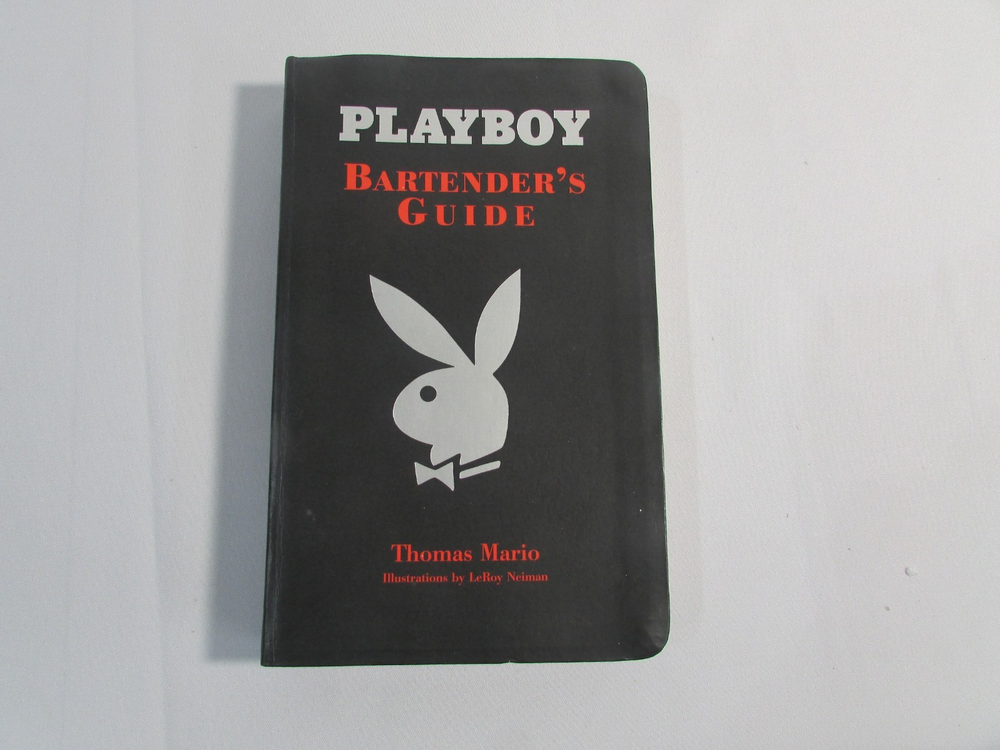 PLAYBOY
BARTENDER'S
GUIDE
Thomas Mario
Illustrations by LeRoy Neiman